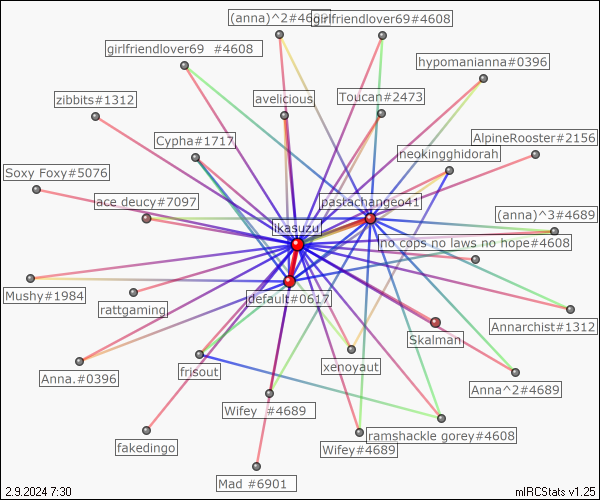 (anna)^2#4689
girlfriendlover69#4608
girlfriendlover69 #4608
hypomanianna#0396
zibbits#1312
avelicious
Toucan#2473
Cypha#1717
AlpineRooster#2156
neokingghidorah
Soxy Foxy#5076
ace deucy#7097
pastachangeo41
(anna)^3#4689
ikasuzu
no cops no laws no hope#4608
Mushy#1984
rattgaming
default#0617
Annarchist#1312
Skalman
xenoyaut
Anna.#0396
frisout
Anna^2#4689
Wifey #4689
ramshackle gorey#4608
fakedingo
Wifey#4689
Mad #6901
2.9.2024 7:30
mIRCStats v1.25